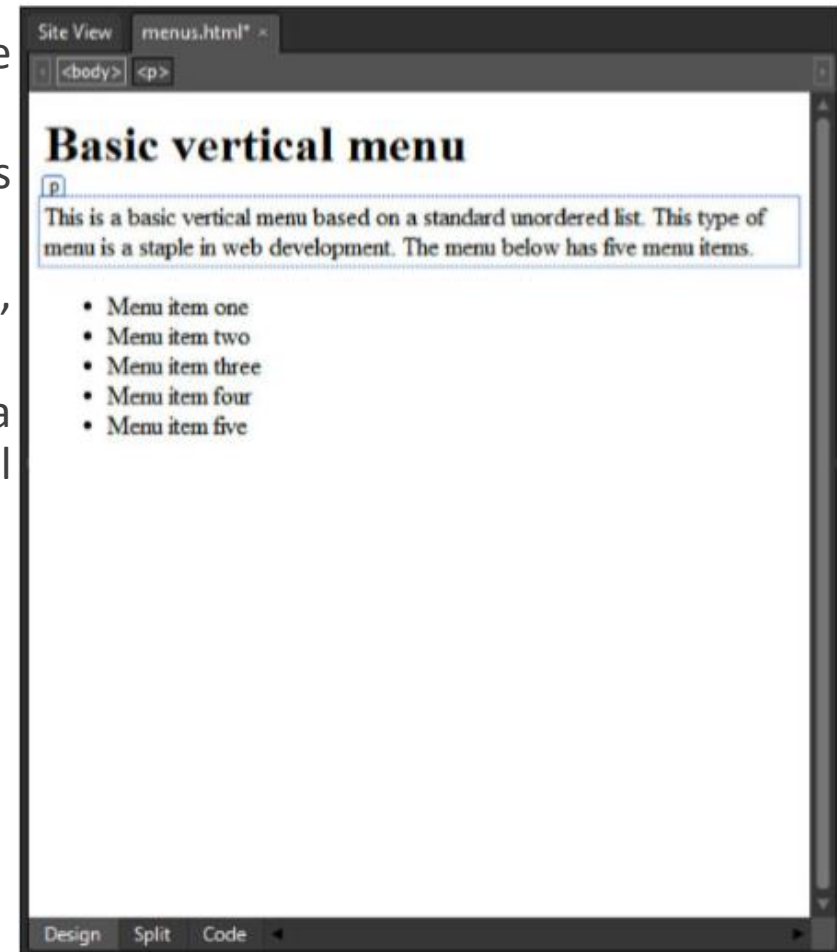 e
s
,
a
l
Site View menus.html* ×
<body> <p>
Basic vertical menu
p
This is a basic vertical menu based on a standard unordered list. This type of
menu is a staple in web development. The menu below has five menu items.
• Menu item one
• Menu item two
• Menu item three
• Menu item four
• Menu item five
Design Split Code